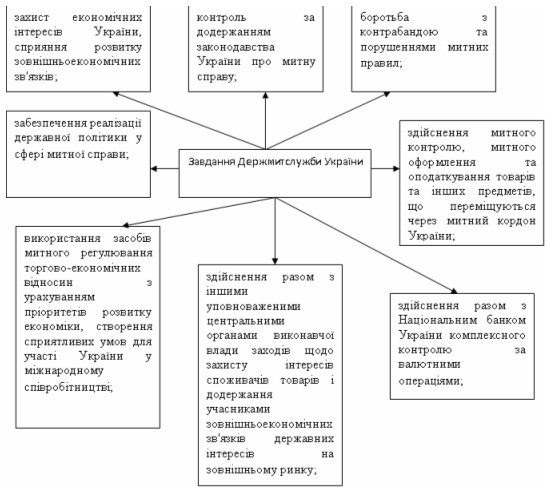 захист економічних
інтересів України,
сприяння розвитку
зовнішньоекономічних
зв'язків;
контроль за
додержанням
законодавства
України про митну
справу;
боротьба з
контрабандою та
порушеннями митних
правил;
забезпечення реалізації
державної політики у
сфері митної справи;
Завдання Держмитслужби України
здійснення митного
контролю, митного
оформлення та
оподаткування товарів
та інших предметів,
що переміщуються
через митний кордон
України;
використання засобів
митного регулювання
торгово-економічних
відносин з
урахуванням
пріоритетів розвитку
економіки, створення
сприятливих умов для
участі України у
міжнародному
співробітництві;
здійснення разом з
іншими
уповноваженими
центральними
органами виконавчої
влади заходів щодо
захисту інтересів
споживачів товарів і
додержання
учасниками
зовнішньоекономічних
зв'язків державних
інтересів на
зовнішньому ринку;
здійснення разом з
Національним банком
України комплексного
контролю за
валютними
операціями;